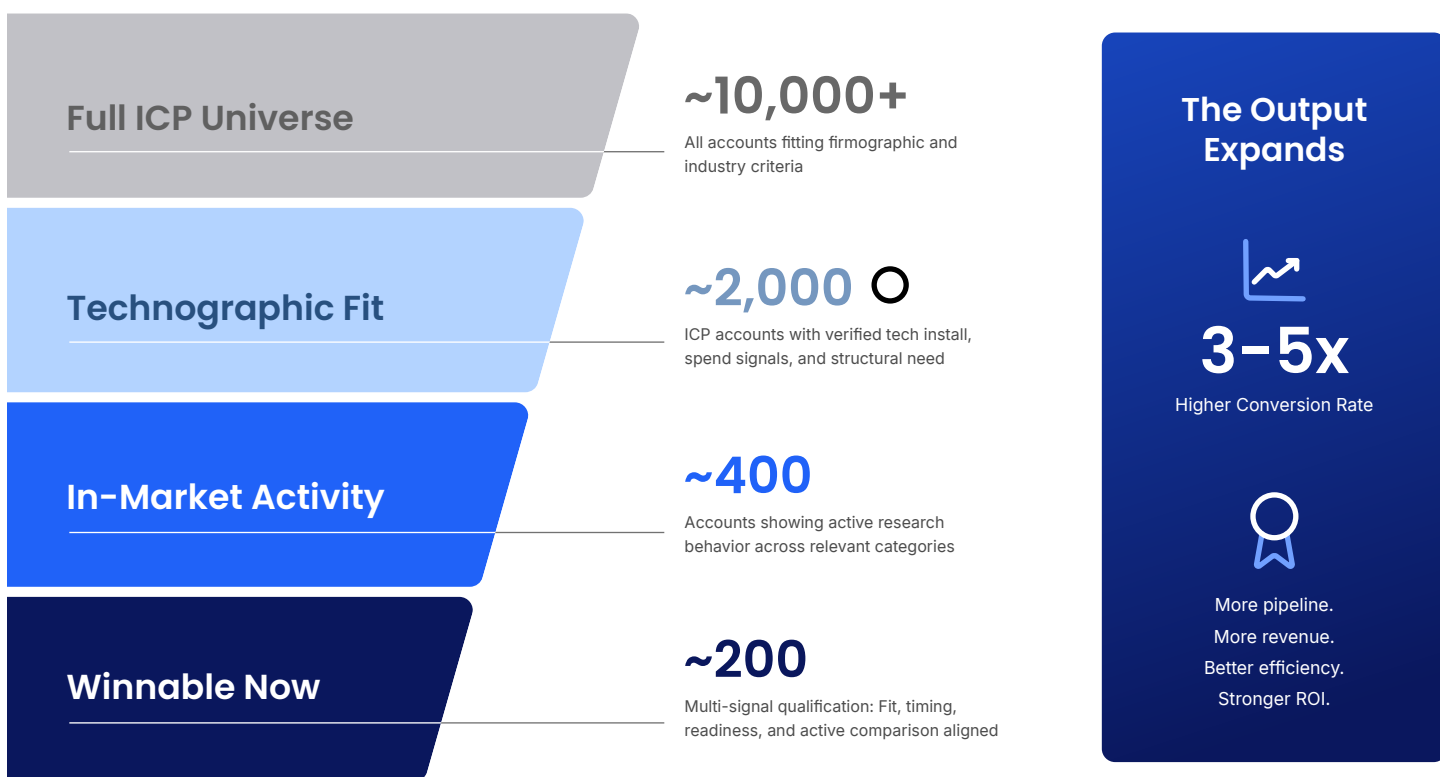 Full ICP Universe
~10,000+
All accounts fitting firmographic and
industry criteria
Technographic Fit
~2,000
ICP accounts with verified tech install,
spend signals, and structural need
In-Market Activity
~400
Accounts showing active research
behavior across relevant categories
Winnable Now
~200
Multi-signal qualification: Fit, timing,
readiness, and active comparison aligned
The Output
Expands
3-5x
Higher Conversion Rate
More pipeline.
More revenue.
Better efficiency.
Stronger ROI.